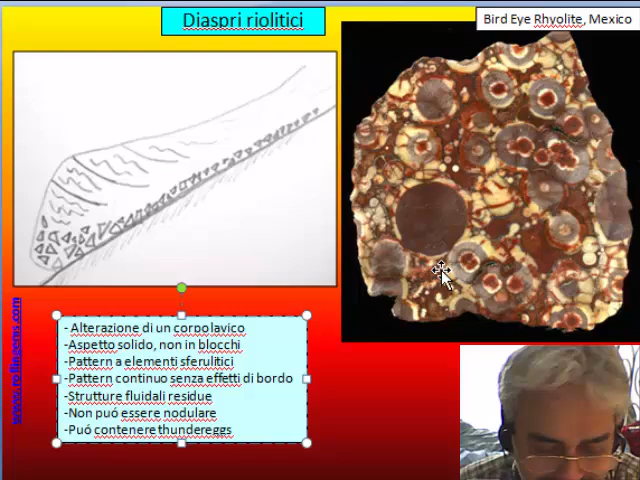 Diaspri riolitici
Bird Eye Rhyolite, Mexico
- Alterazione di un corpo lavico
-Aspetto solido, non in blocchi
-Pattern a elementi sferulitici
-Pattern continuo senza effetti di bordo
-Strutture fluidali residue
-Non puó essere nodulare
-Puó contenere thundereggs